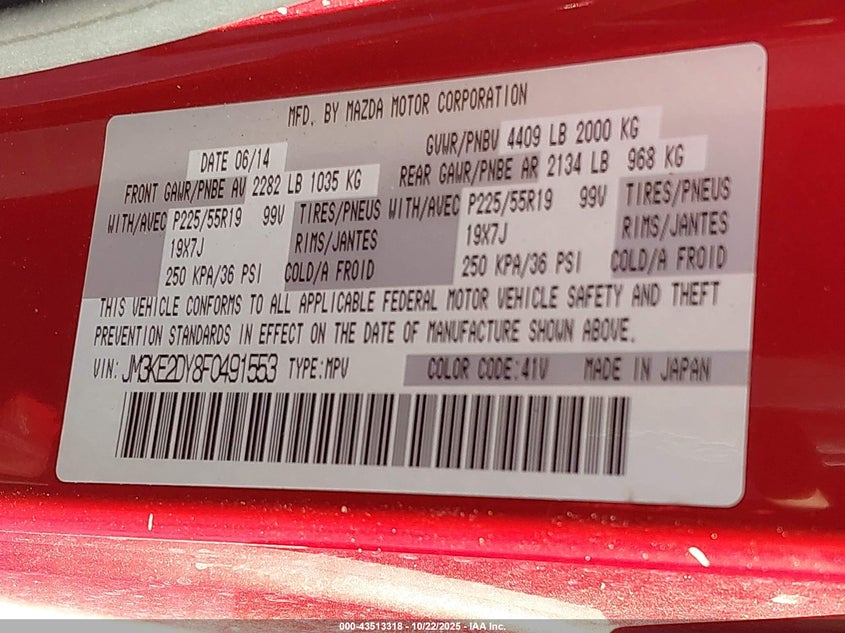 MFD. BY MAZDA MOTOR CORPORATION
DATE 06/14 GVWR/PNBV 4409 LB 2000 KG
FRONT GAWR/PNBE AV 2282 LB 1035 KG REAR GAWR/PNBE AR 2134 LB 968 KG
WITH/AVEC P225/55R19 99V TIRES/PNEUS WITH/AVEC P225/55R19 99V TIRES/PNEUS
19X7J RIMS/JANTES 19X7J RIMS/JANTES
250 KPA/36 PSI COLD/A FROID 250 KPA/36 PSI COLD/A FROID
THIS VEHICLE CONFORMS TO ALL APPLICABLE FEDERAL MOTOR VEHICLE SAFETY AND THEFT
PREVENTION STANDARDS IN EFFECT ON THE DATE OF MANUFACTURE SHOWN ABOVE.
VIN: JM3KE2DY8F0491553 TYPE:MPV COLOR CODE:41V MADE IN JAPAN
000-43513318 - 10/22/2025 - IAA Inc.